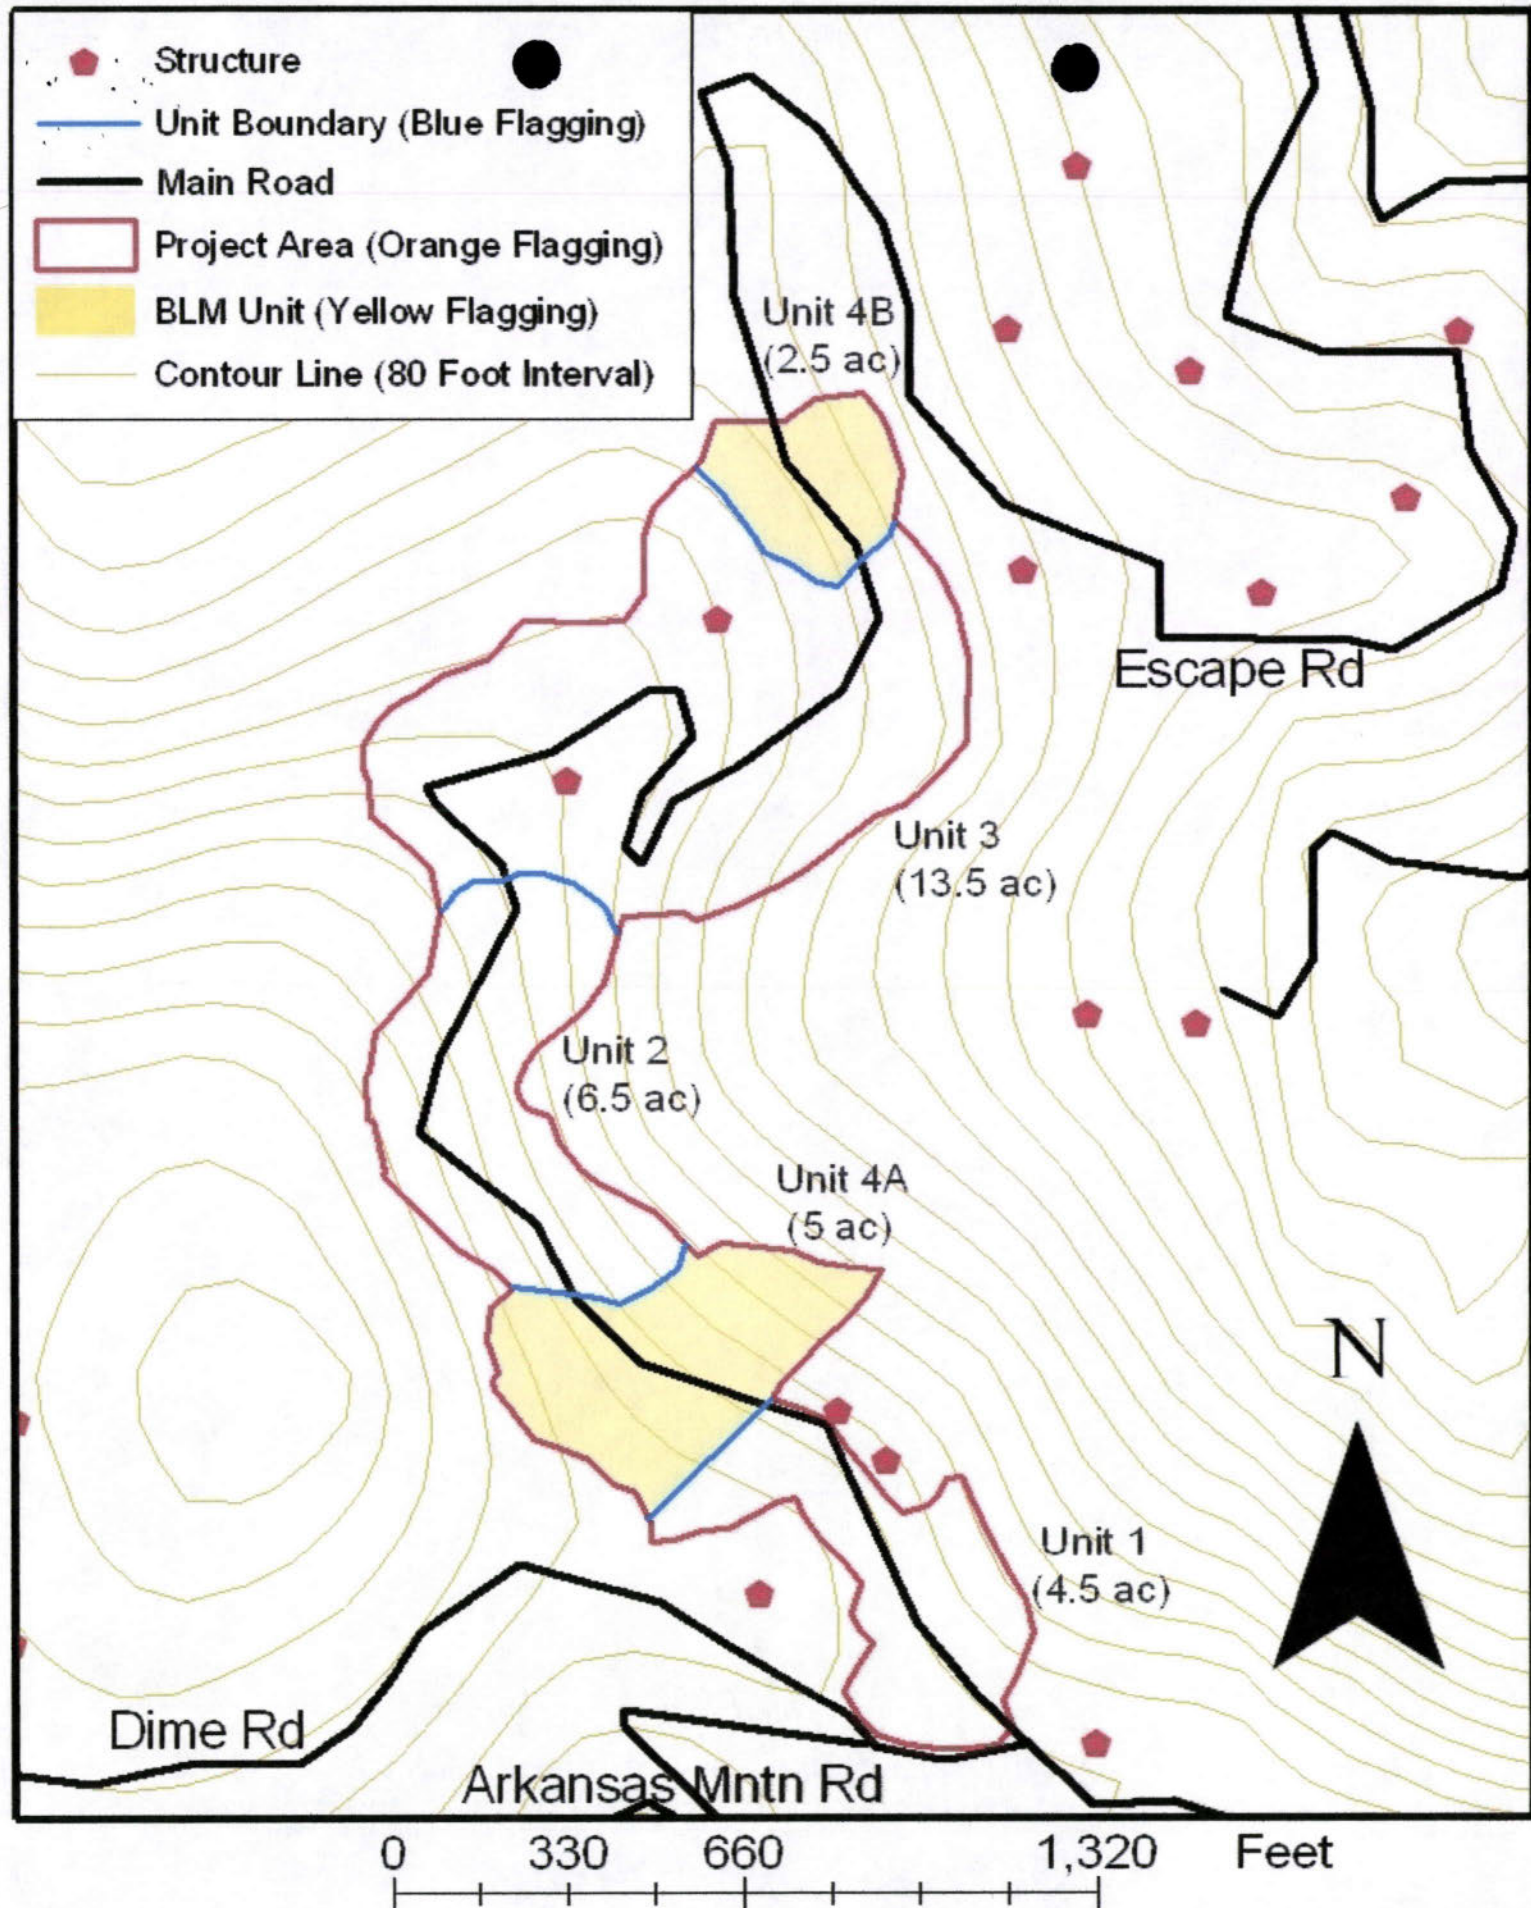 Structure
Unit Boundary (Blue Flagging)
Main Road
Project Area (Orange Flagging)
BLM Unit (Yellow Flagging)
Contour Line (80 Foot Interval)
Unit 4B
(2.5 ac)
Escape Rd
Unit 3
(13.5 ac)
Unit 2
(6.5 ac)
Unit 4A
(5 ac)
N
Unit 1
(4.5 ac)
Dime Rd
Arkansas Mntn Rd
0 330 660 1,320 Feet